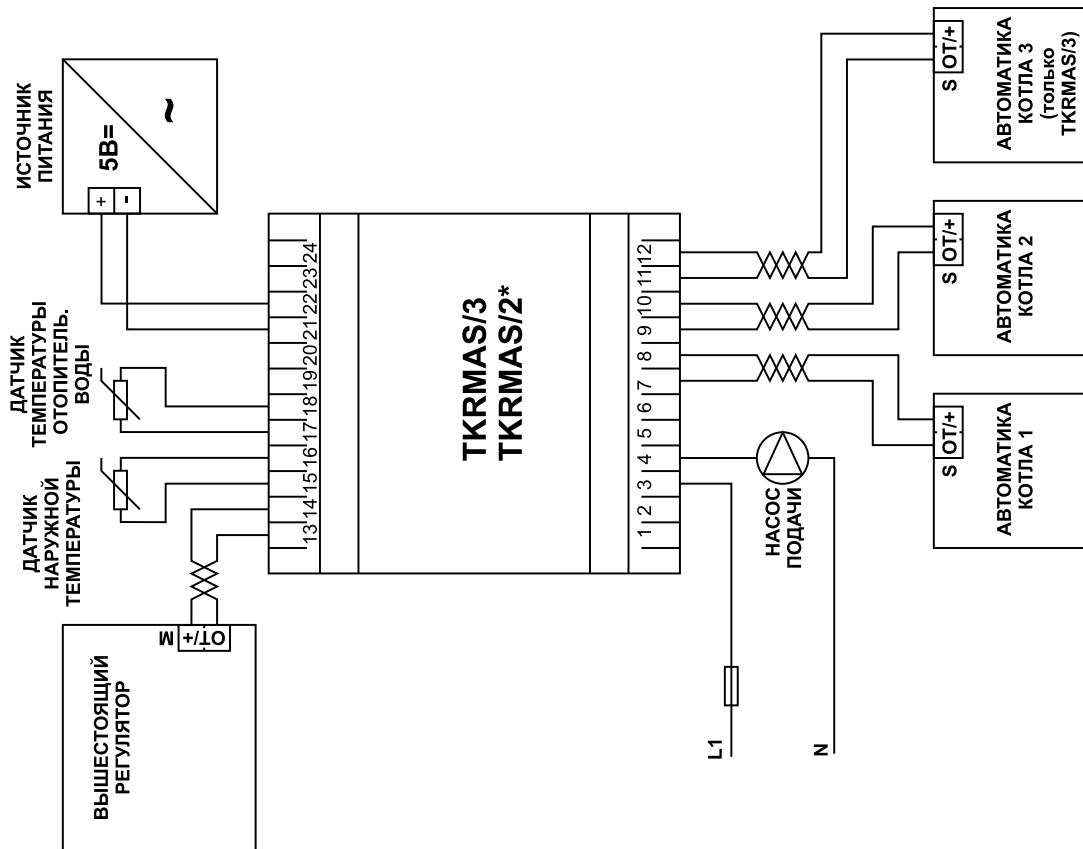 ВЫШЕСТОЯЩИЙ
РЕГУЛЯТОР
M
OT/+
ДАТЧИК
НАРУЖНОЙ
ТЕМПЕРАТУРЫ
ДАТЧИК
ТЕМПЕРАТУРЫ
ОТОПИТЕЛЬ.
ВОДЫ
ИСТОЧНИК
ПИТАНИЯ
+
-
5В=
~
13 14 15 16 17 18 19 20 21 22 23 24
TKRMAS/3
TKRMAS/2*
1 2 3 4 5 6 7 8 9 10 11 12
L1
N
НАСОС
ПОДАЧИ
S OT/+
АВТОМАТИКА
КОТЛА 1
S OT/+
АВТОМАТИКА
КОТЛА 2
S OT/+
АВТОМАТИКА
КОТЛА 3
(только
TKRMAS/3)